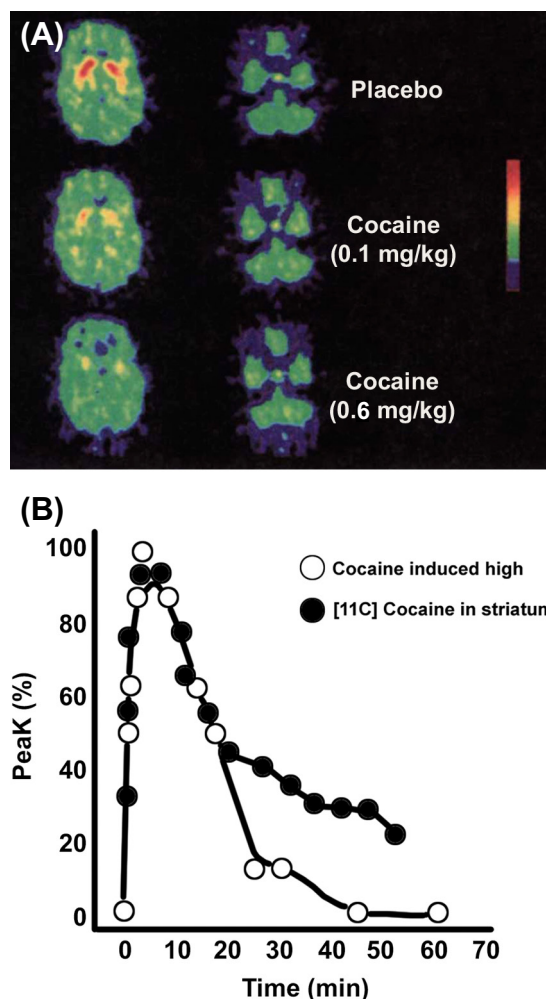 (A)
Placebo
Cocaine
(0.1 mg/kg)
Cocaine
(0.6 mg/kg)
(B)
100
80
60
40
20
0
PeaK (%)
Cocaine induced high
[11C] Cocaine in striatum
0 10 20 30 40 50 60 70
Time (min)